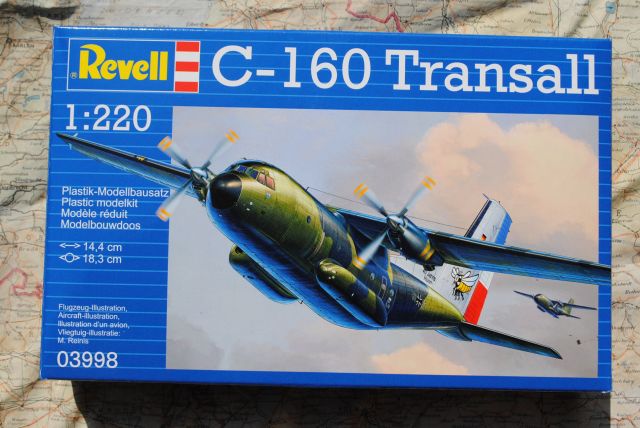 Revell
®
C-160 Transall
1:220
Plastik-Modellbausatz
Plastic modelkit
Modèle réduit
Modelbouwdoos
14,4 cm
18,3 cm
Flugzeug-Illustration,
Aircraft-illustration,
Illustration d'un avion,
Vliegtuig-illustratie:
M. Reinis
03998